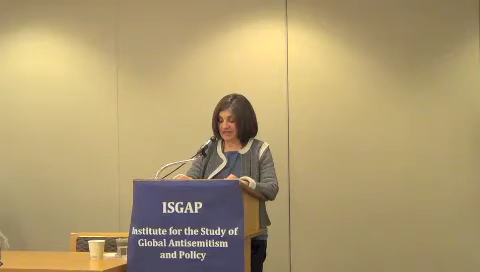 ISGAP
Institute for the Study of
Global Antisemitism
and Policy